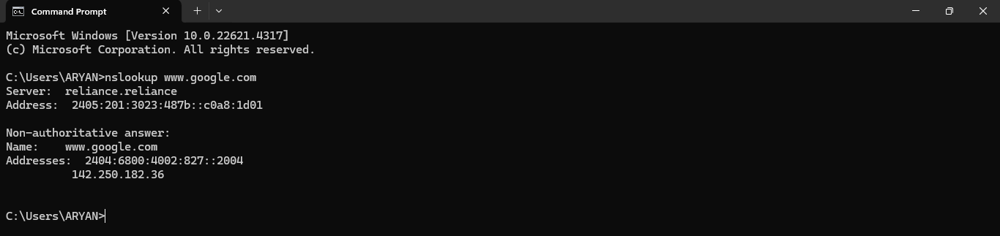 Command Prompt
Microsoft Windows [Version 10.0.22621.4317]
(c) Microsoft Corporation. All rights reserved.
C:\Users\ARYAN>nslookup www.google.com
Server:  reliance.reliance
Address:  2405:201:3023:487b::c0a8:1d01
Non-authoritative answer:
Name:    www.google.com
Addresses:  2404:6800:4002:827::2004
          142.250.182.36
C:\Users\ARYAN>